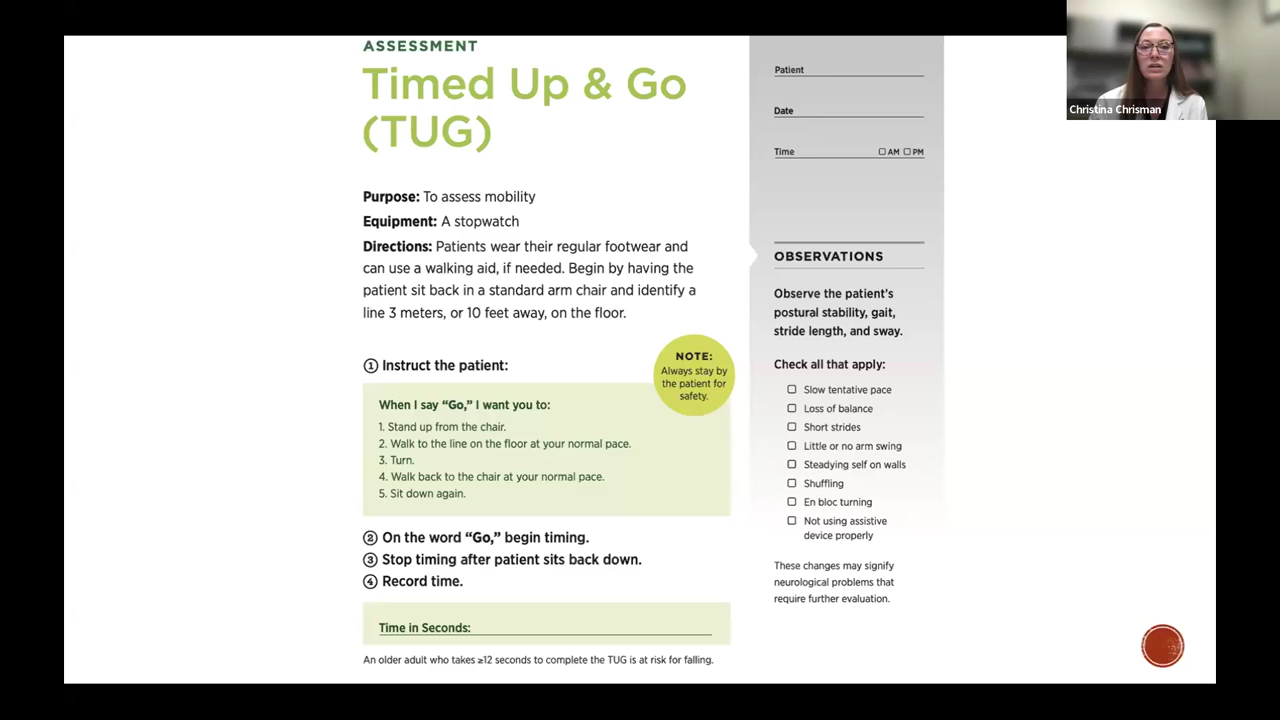 ASSESSMENT
Timed Up & Go
(TUG)
Purpose: To assess mobility
Equipment: A stopwatch
Directions: Patients wear their regular footwear and
can use a walking aid, if needed. Begin by having the
patient sit back in a standard arm chair and identify a
line 3 meters, or 10 feet away, on the floor.
① Instruct the patient:
NOTE:
Always stay by
the patient for
safety.
When I say “Go,” I want you to:
1. Stand up from the chair.
2. Walk to the line on the floor at your normal pace.
3. Turn.
4. Walk back to the chair at your normal pace.
5. Sit down again.
② On the word “Go,” begin timing.
③ Stop timing after patient sits back down.
④ Record time.
Time in Seconds:
An older adult who takes ≥12 seconds to complete the TUG is at risk for falling.
Patient
Date
Time AM PM
OBSERVATIONS
Observe the patient’s
postural stability, gait,
stride length, and sway.
Check all that apply:
Slow tentative pace
Loss of balance
Short strides
Little or no arm swing
Steadying self on walls
Shuffling
En bloc turning
Not using assistive
device properly
These changes may signify
neurological problems that
require further evaluation.
Christina Chrisman